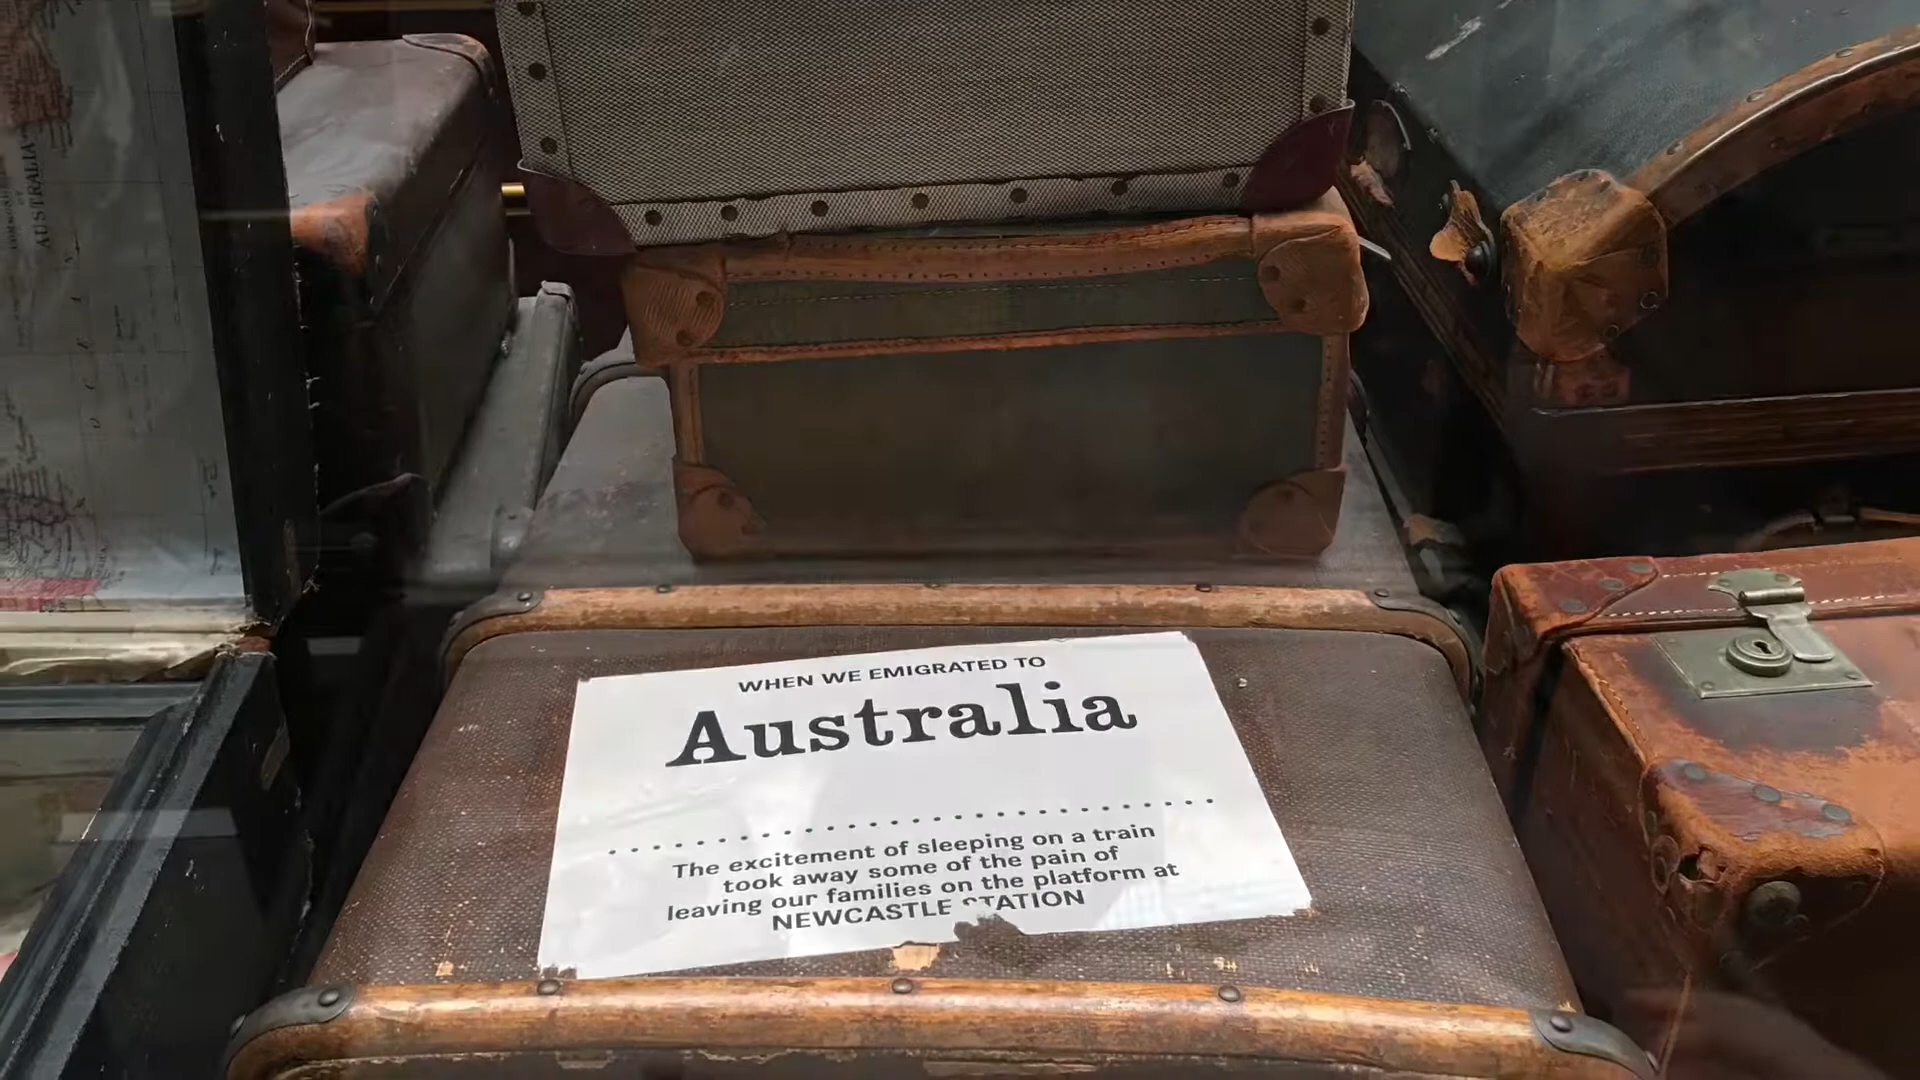 WHEN WE EMIGRATED TO
Australia
The excitement of sleeping on a train
took away some of the pain of
leaving our families on the platform at
NEWCASTLE STATION
AUSTRALIA